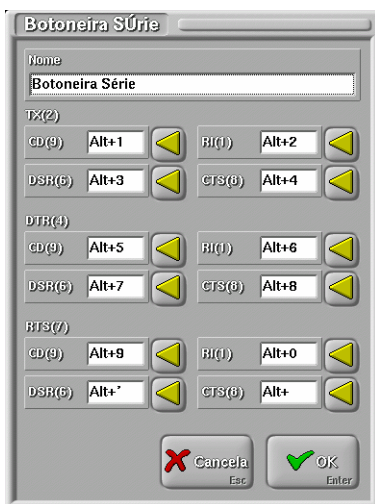 Botoneira SÚrie
Nome
Botoneira Série
TX(2)
CD(9) Alt+1 RI(1) Alt+2
DSR(6) Alt+3 CTS(8) Alt+4
DTR(4)
CD(9) Alt+5 RI(1) Alt+6
DSR(6) Alt+7 CTS(8) Alt+8
RTS(7)
CD(9) Alt+9 RI(1) Alt+0
DSR(6) Alt+' CTS(8) Alt+
Cancela OK
Esc Enter